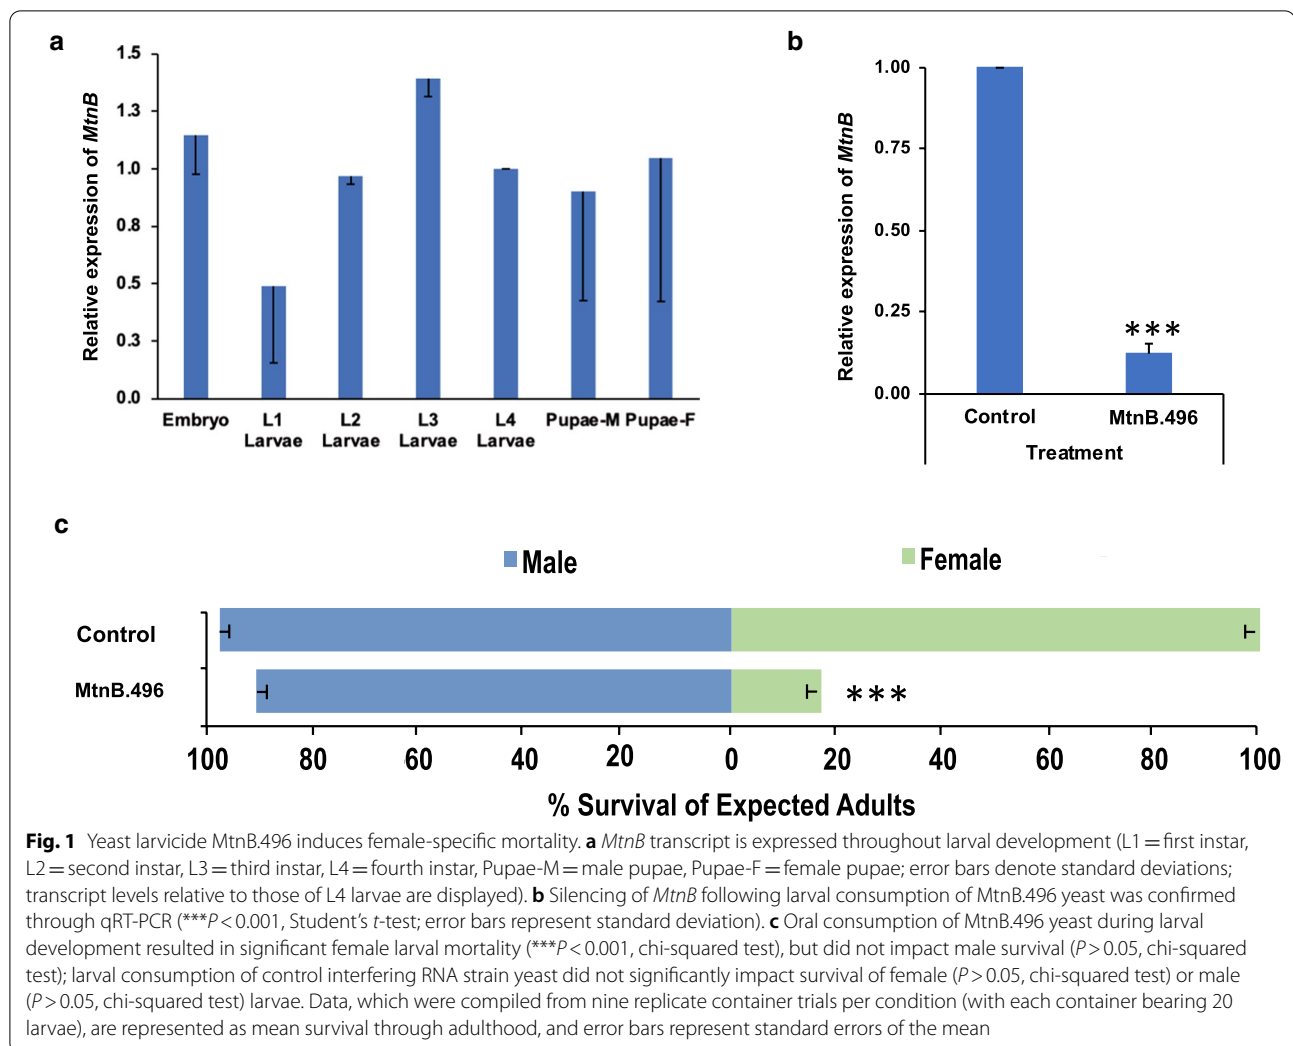 a
1.5
1.3
1.0
0.8
0.5
0.3
0.0
Relative expression of MtnB
Embryo
L1
Larvae
L2
Larvae
L3
Larvae
L4
Larvae
Pupae-M
Pupae-F
b
1.00
0.75
0.50
0.25
0.00
Relative expression of MtnB
***
Control
MtnB.496
Treatment
c
Male
Female
Control
MtnB.496
***
100 80 60 40 20 0 20 40 60 80 100
% Survival of Expected Adults
Fig. 1 Yeast larvicide MtnB.496 induces female-specific mortality. a MtnB transcript is expressed throughout larval development (L1 = first instar,
L2 = second instar, L3 = third instar, L4 = fourth instar, Pupae-M = male pupae, Pupae-F = female pupae; error bars denote standard deviations;
transcript levels relative to those of L4 larvae are displayed). b Silencing of MtnB following larval consumption of MtnB.496 yeast was confirmed
through qRT-PCR (***P < 0.001, Student's t-test; error bars represent standard deviation). c Oral consumption of MtnB.496 yeast during larval
development resulted in significant female larval mortality (***P < 0.001, chi-squared test), but did not impact male survival (P > 0.05, chi-squared
test); larval consumption of control interfering RNA strain yeast did not significantly impact survival of female (P > 0.05, chi-squared test) or male
(P > 0.05, chi-squared test) larvae. Data, which were compiled from nine replicate container trials per condition (with each container bearing 20
larvae), are represented as mean survival through adulthood, and error bars represent standard errors of the mean